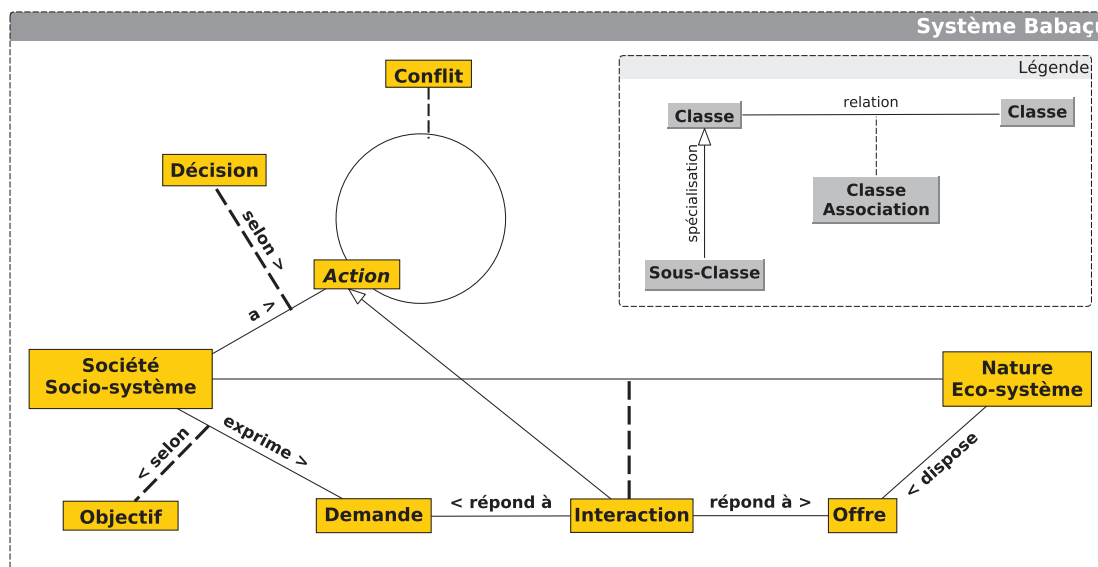 Système Babaçu
Conflit
Légende
Classe
relation
Classe
spécialisation
Classe
Association
Sous-Classe
Décision
selon >
Action
a >
Société
Socio-système
Nature
Eco-système
< selon
exprime >
< dispose
Objectif
Demande
< répond à
Interaction
répond à >
Offre